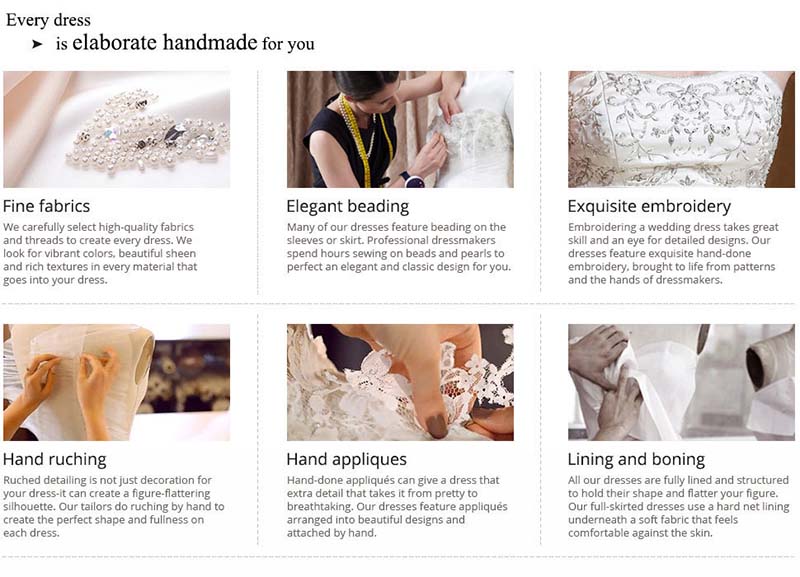 Every dress
➤ is elaborate handmade for you
Fine fabrics
We carefully select high-quality fabrics
and threads to create every dress. We
look for vibrant colors, beautiful sheen
and rich textures in every material that
goes into your dress.
Elegant beading
Many of our dresses feature beading on the
sleeves or skirt. Professional dressmakers
spend hours sewing on beads and pearls to
perfect an elegant and classic design for you.
Exquisite embroidery
Embroidering a wedding dress takes great
skill and an eye for detailed designs. Our
dresses feature exquisite hand-done
embroidery, brought to life from patterns
and the hands of dressmakers.
Hand ruching
Ruched detailing is not just decoration for
your dress-it can create a figure-flattering
silhouette. Our tailors do ruching by hand to
create the perfect shape and fullness on
each dress.
Hand appliques
Hand-done appliqués can give a dress that
extra detail that takes it from pretty to
breathtaking. Our dresses feature appliqués
arranged into beautiful designs and
attached by hand.
Lining and boning
All our dresses are fully lined and structured
to hold their shape and flatter your figure.
Our full-skirted dresses use a hard net lining
underneath a soft fabric that feels
comfortable against the skin.